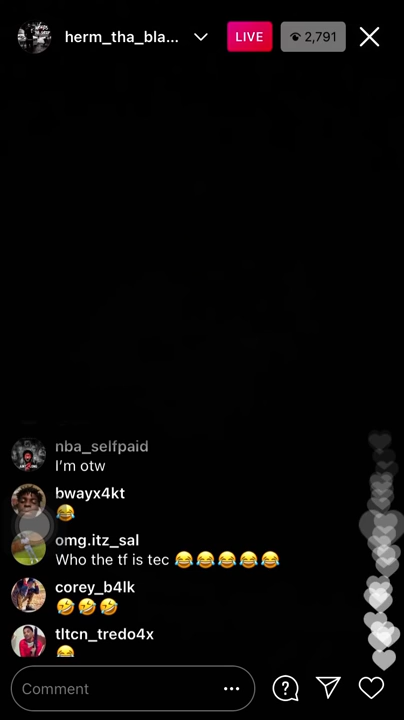 herm_tha_bla...
LIVE
2,791
nba_selfpaid
I'm otw
bwayx4kt
😂
omg.itz_sal
Who the tf is tec 😂😂😂😂😂
corey_b4lk
🤣🤣🤣
tltcn_tredo4x
😂
Comment